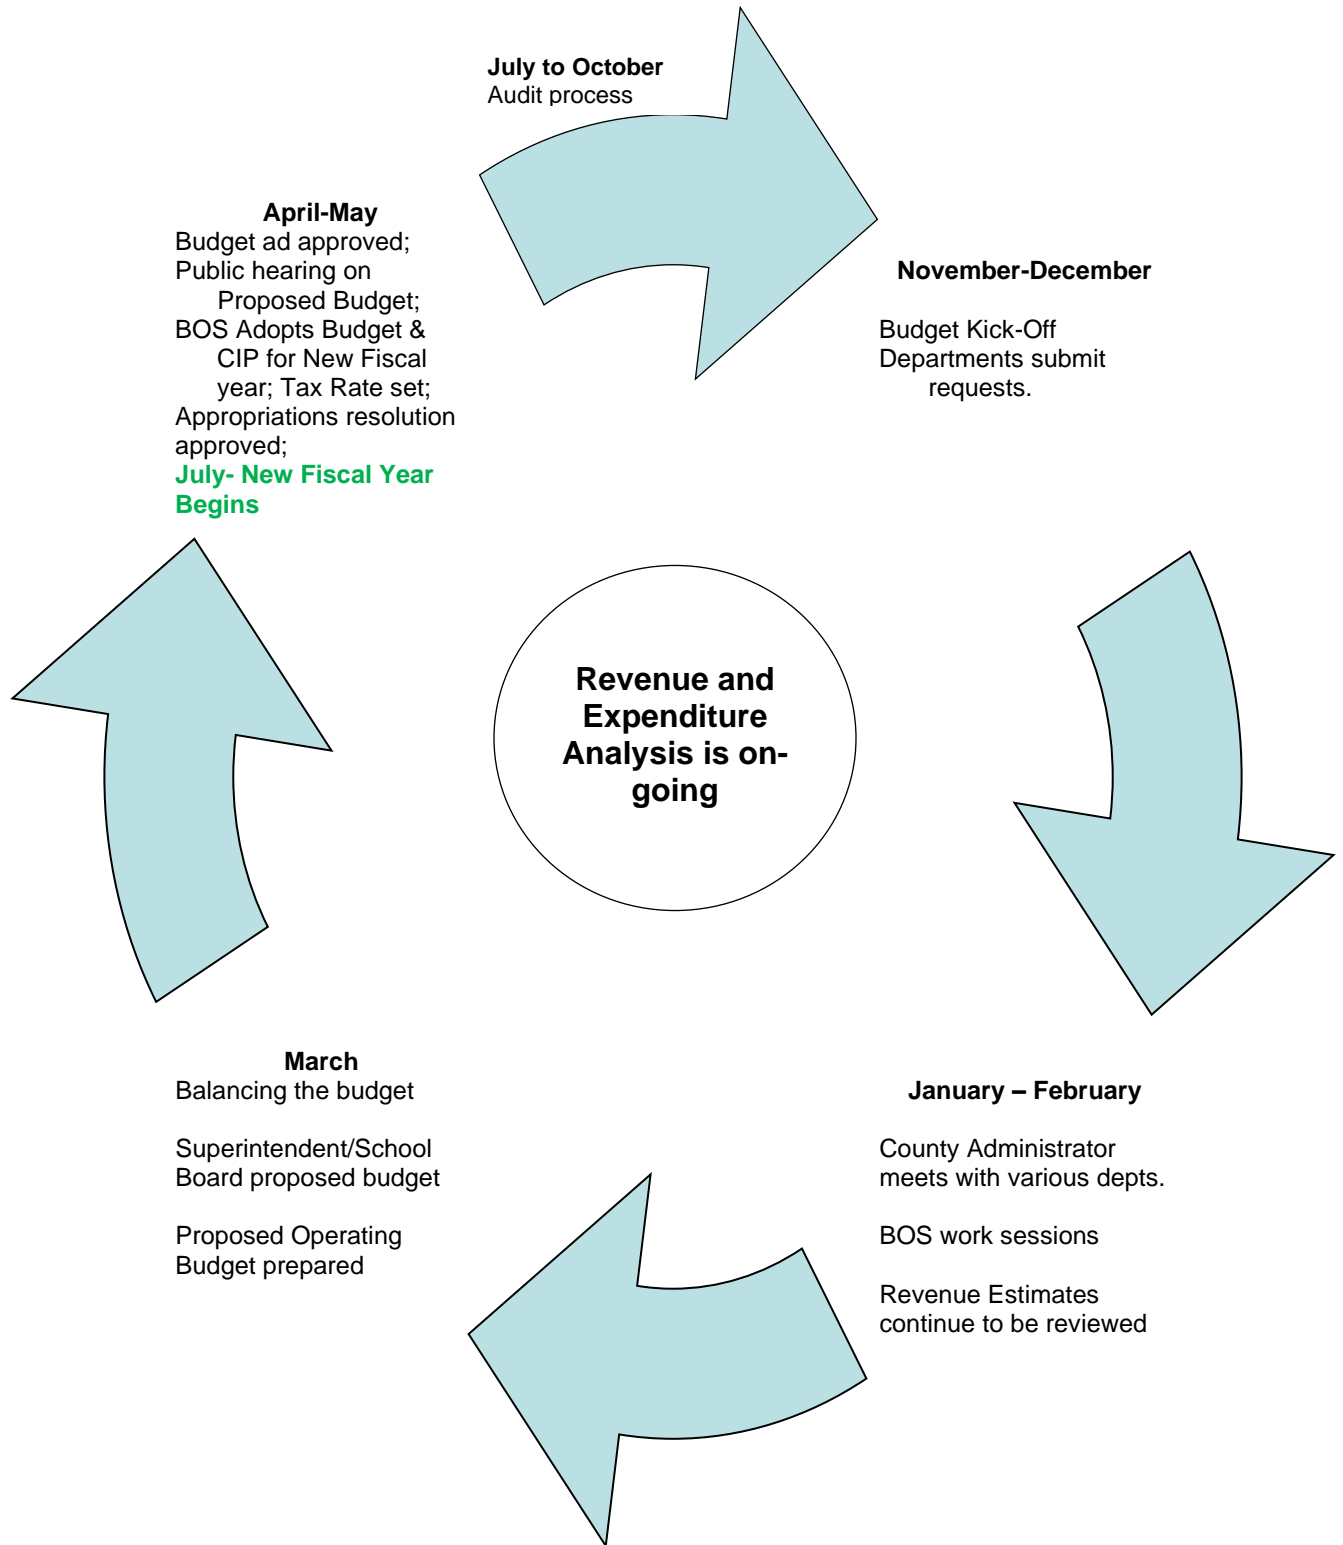 July to October
Audit process
April-May
Budget ad approved;
Public hearing on
Proposed Budget;
BOS Adopts Budget &
CIP for New Fiscal
year; Tax Rate set;
Appropriations resolution
approved;
July- New Fiscal Year
Begins
November-December
Budget Kick-Off
Departments submit
requests.
Revenue and
Expenditure
Analysis is on-
going
March
Balancing the budget
Superintendent/School
Board proposed budget
Proposed Operating
Budget prepared
January – February
County Administrator
meets with various depts.
BOS work sessions
Revenue Estimates
continue to be reviewed